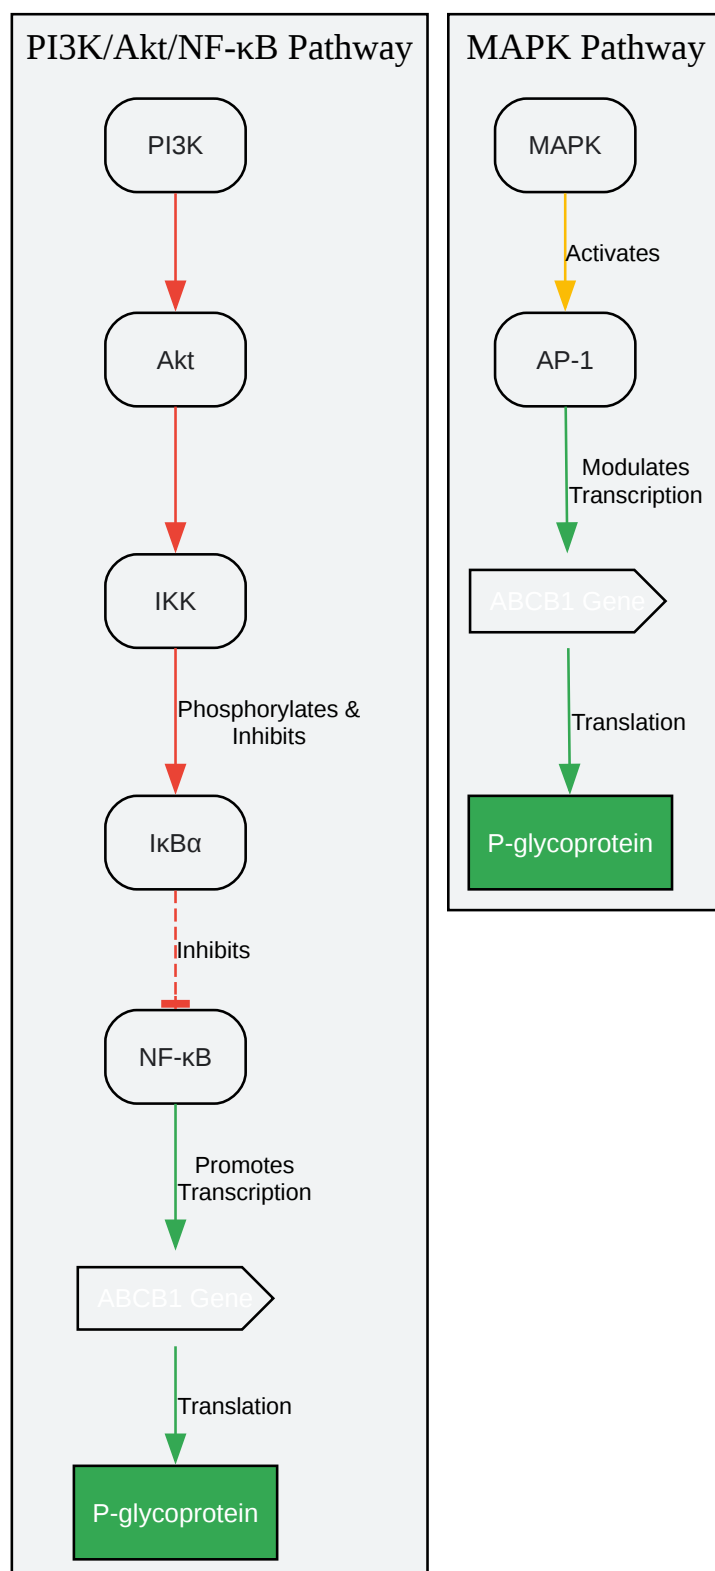 PI3K/Akt/NF-κB Pathway
PI3K
Akt
IKK
Phosphorylates &
Inhibits
IκBα
Inhibits
NF-κB
Promotes
Transcription
ABCB1 Gene
Translation
P-glycoprotein
MAPK Pathway
MAPK
Activates
AP-1
Modulates
Transcription
ABCB1 Gene
Translation
P-glycoprotein